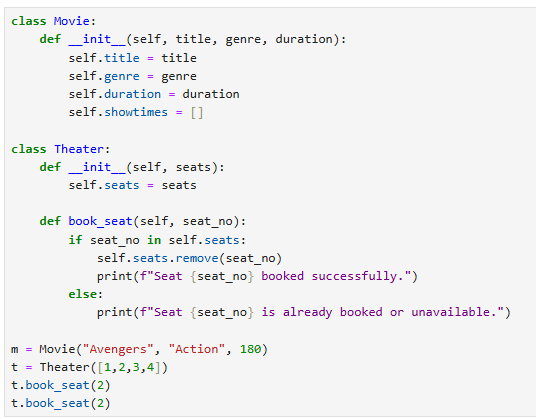 class Movie:
    def __init__(self, title, genre, duration):
        self.title = title
        self.genre = genre
        self.duration = duration
        self.showtimes = []

class Theater:
    def __init__(self, seats):
        self.seats = seats

    def book_seat(self, seat_no):
        if seat_no in self.seats:
            self.seats.remove(seat_no)
            print(f"Seat {seat_no} booked successfully.")
        else:
            print(f"Seat {seat_no} is already booked or unavailable.")

m = Movie("Avengers", "Action", 180)
t = Theater([1,2,3,4])
t.book_seat(2)
t.book_seat(2)